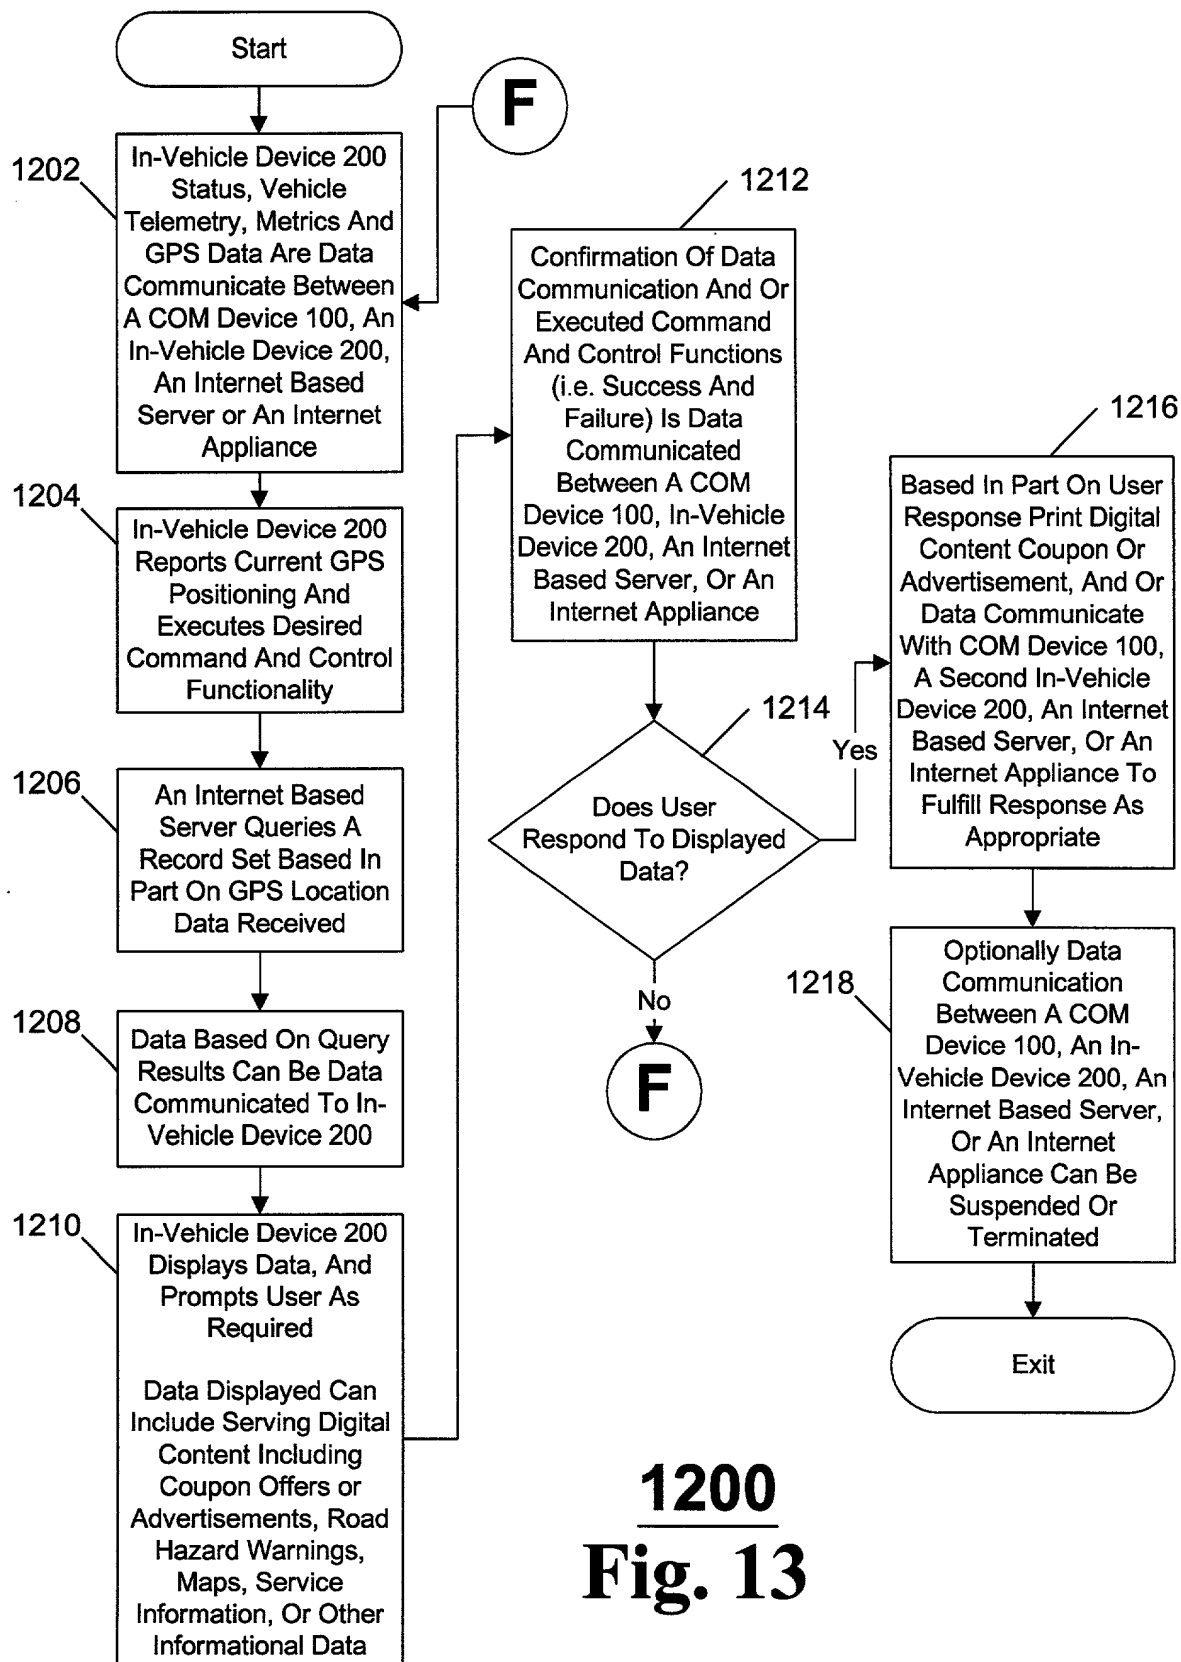 Start
F
1202
In-Vehicle Device 200
Status, Vehicle
Telemetry, Metrics And
GPS Data Are Data
Communicate Between
A COM Device 100, An
In-Vehicle Device 200,
An Internet Based
Server or An Internet
Appliance
1204
In-Vehicle Device 200
Reports Current GPS
Positioning And
Executes Desired
Command And Control
Functionality
1206
An Internet Based
Server Queries A
Record Set Based In
Part On GPS Location
Data Received
1208
Data Based On Query
Results Can Be Data
Communicated To In-
Vehicle Device 200
1210
In-Vehicle Device 200
Displays Data, And
Prompts User As
Required
Data Displayed Can
Include Serving Digital
Content Including
Coupon Offers or
Advertisements, Road
Hazard Warnings,
Maps, Service
Information, Or Other
Informational Data
1212
Confirmation Of Data
Communication And Or
Executed Command
And Control Functions
(i.e. Success And
Failure) Is Data
Communicated
Between A COM
Device 100, In-Vehicle
Device 200, An Internet
Based Server, Or An
Internet Appliance
1214
Does User
Respond To Displayed
Data?
Yes
No
F
1216
Based In Part On User
Response Print Digital
Content Coupon Or
Advertisement, And Or
Data Communicate
With COM Device 100,
A Second In-Vehicle
Device 200, An Internet
Based Server, Or An
Internet Appliance To
Fulfill Response As
Appropriate
1218
Optionally Data
Communication
Between A COM
Device 100, An In-
Vehicle Device 200, An
Internet Based Server,
Or An Internet
Appliance Can Be
Suspended Or
Terminated
Exit
1200
Fig. 13